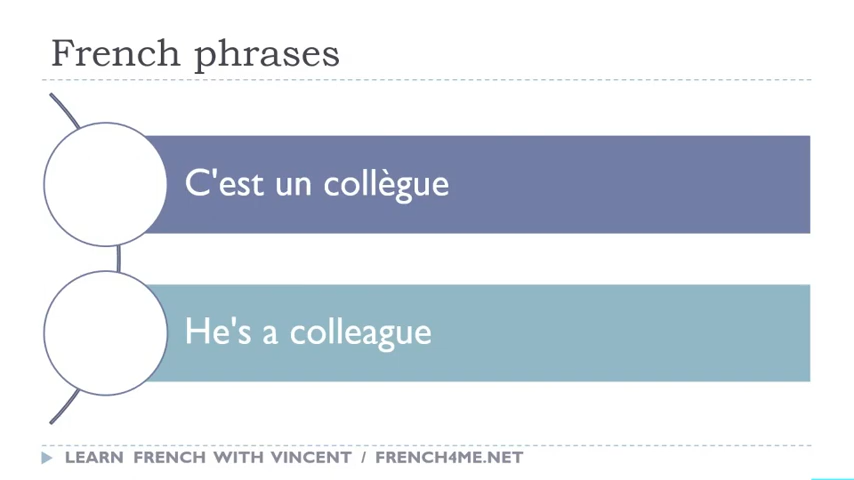 French phrases
C'est un collègue
He's a colleague
LEARN FRENCH WITH VINCENT / FRENCH4ME.NET